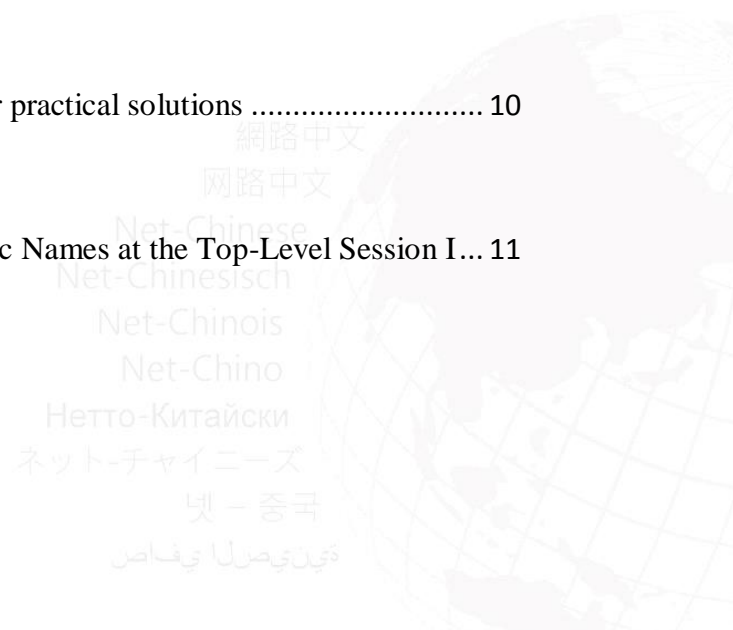 r practical solutions ........................... 10
網路中文
网路中文
Net-Chinese
c Names at the Top-Level Session I... 11
Net-Chinesisch
Net-Chinois
Net-Chino
Нетто-Китайски
ネット-チャイニーズ
넷 – 중국
ةينيصلا يفاص